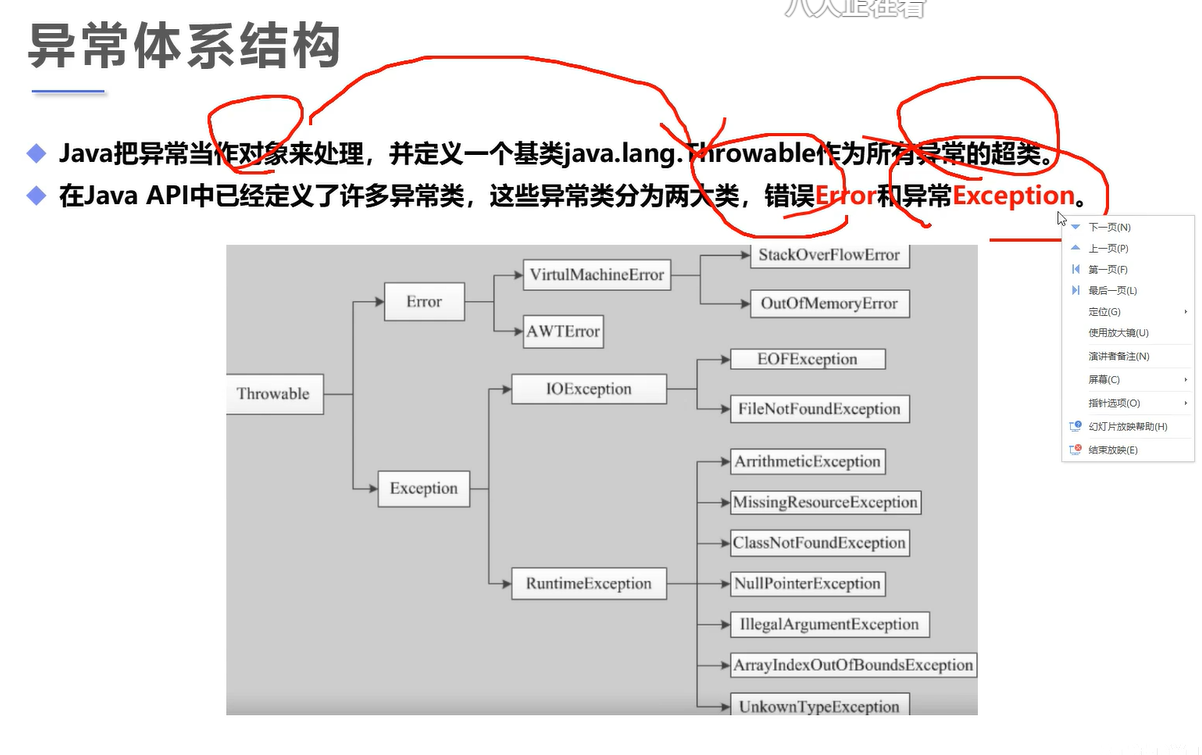 八人正在看
异常体系结构
Java把异常当作对象来处理，并定义一个基类java.lang.Throwable作为所有异常的超类。
在Java API中已经定义了许多异常类，这些异常类分为两大类，错误Error和异常Exception。
下一页(N)
上一页(P)
第一页(F)
最后一页(L)
定位(G)
使用放大镜(U)
演讲者备注(N)
屏幕(C)
指针选项(O)
幻灯片放映帮助(H)
结束放映(E)
StackOverFlowError
VirtulMachineError
Error
OutOfMemoryError
AWTError
EOFException
IOException
Throwable
FileNotFoundException
ArrithmeticException
Exception
MissingResourceException
ClassNotFoundException
RuntimeException
NullPointerException
IllegalArgumentException
ArrayIndexOutOfBoundsException
UnkownTypeException